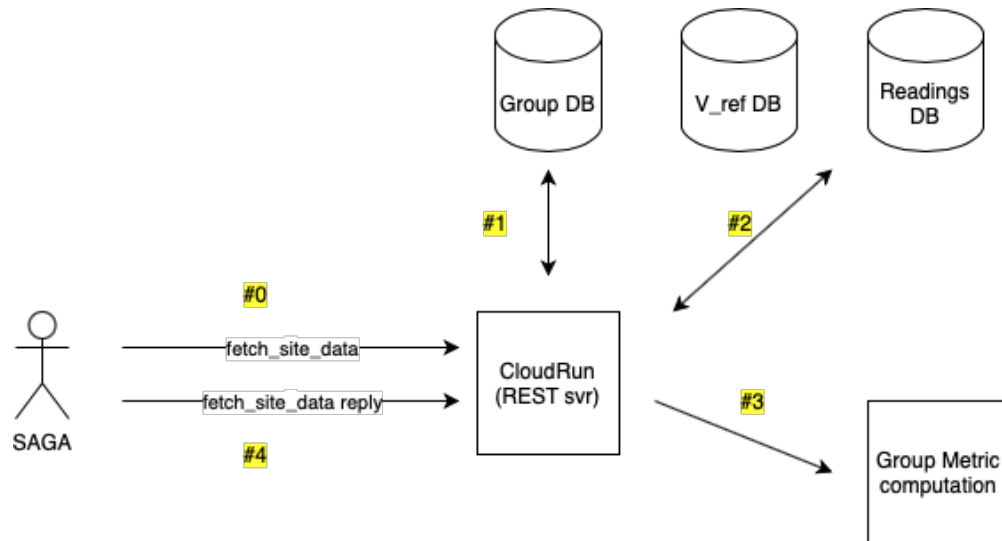 Group DB
V_ref DB
Readings
DB
#1
#2
#0
fetch_site_data
CloudRun
(REST svr)
fetch_site_data reply
#3
SAGA
#4
Group Metric
computation